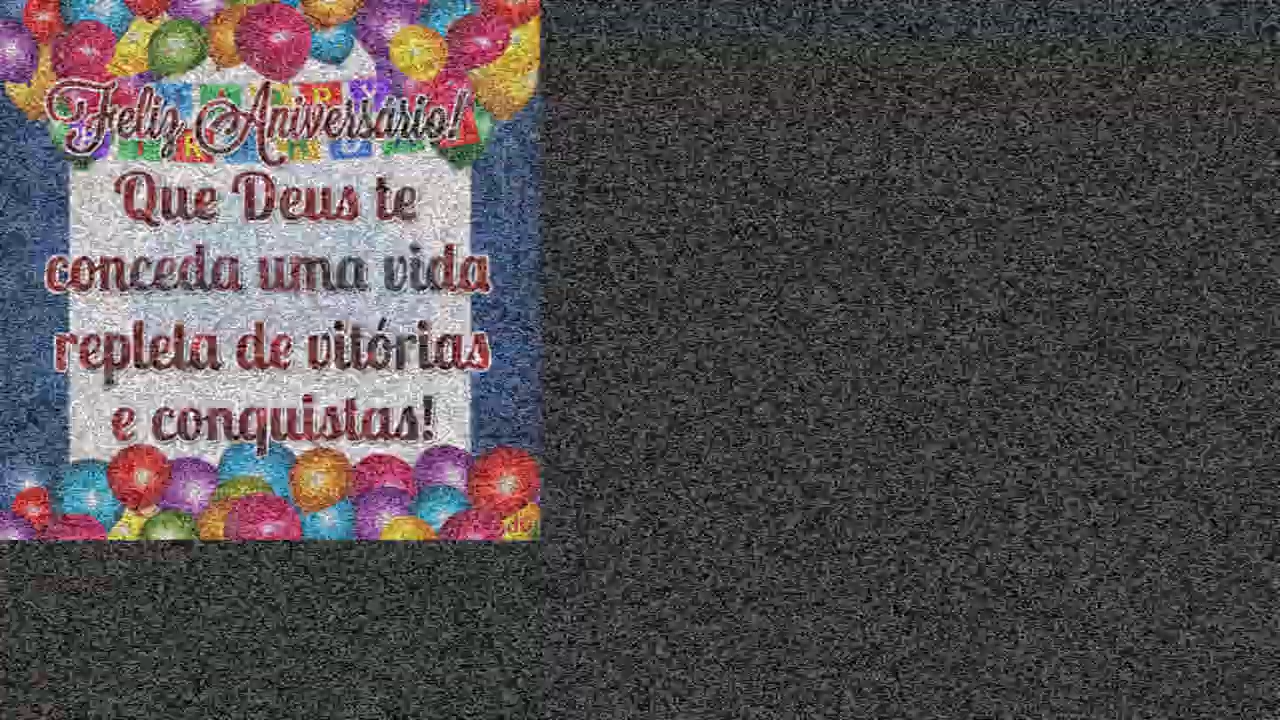 Feliz Aniversário!
Que Deus te
conceda uma vida
repleta de vitórias
e conquistas!